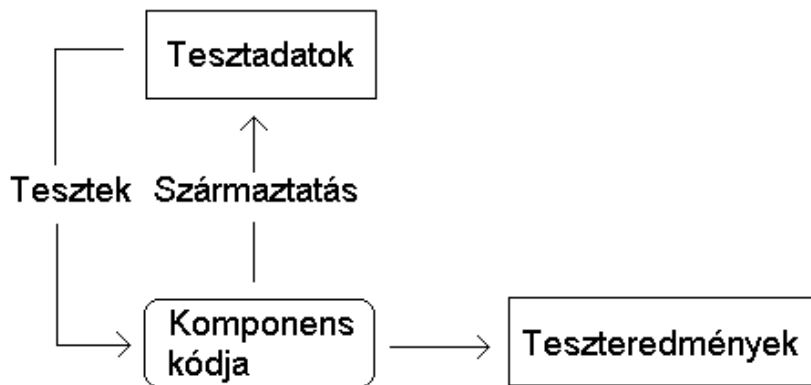 Tesztadatok
Tesztek
Származtatás
Komponens
kódja
Teszteredmények